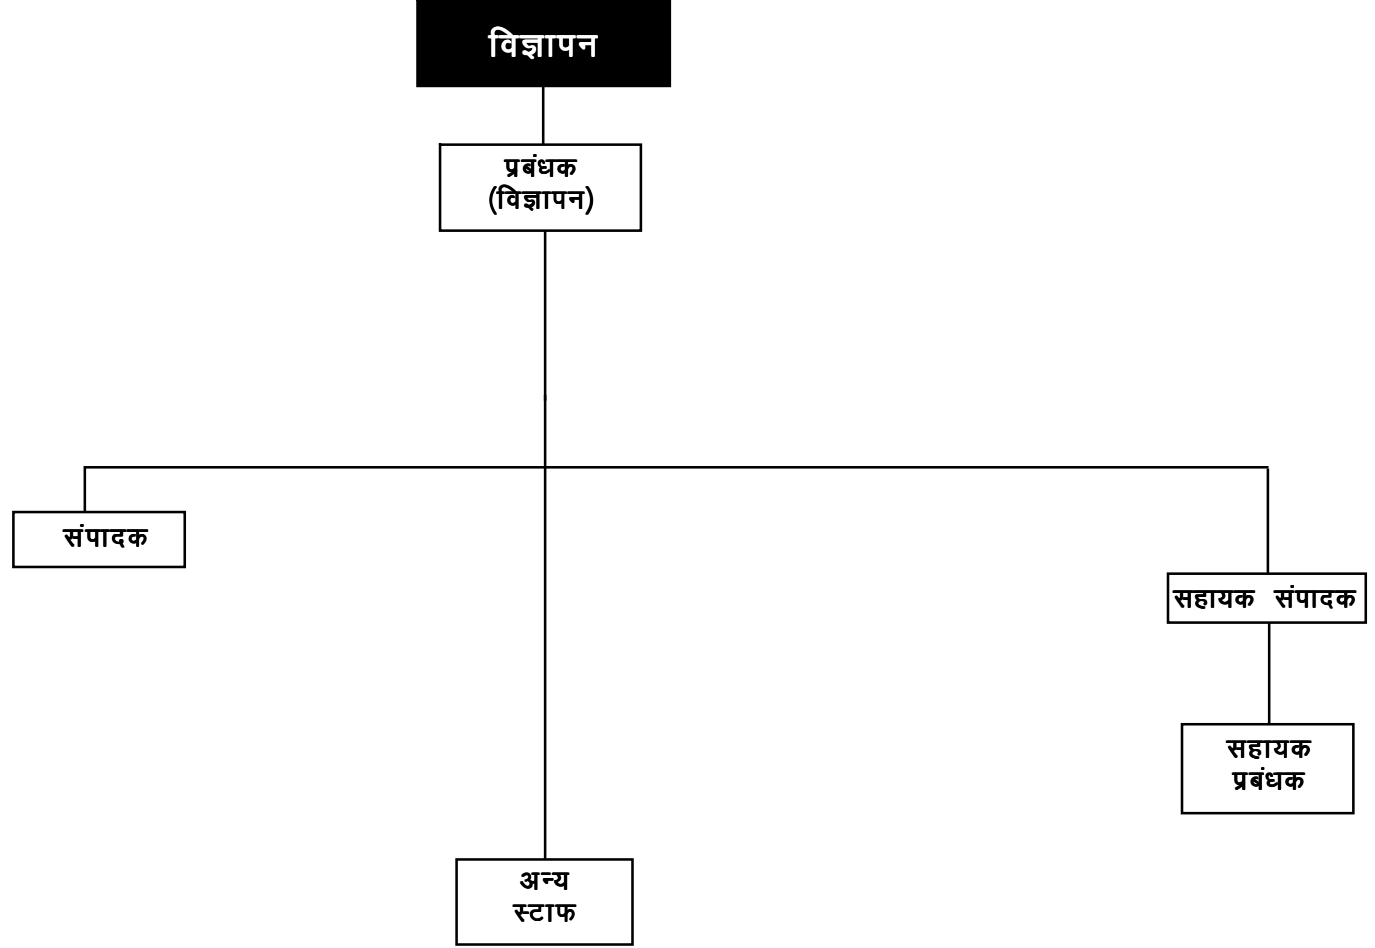 विज्ञापन
प्रबंधक
(विज्ञापन)
संपादक
सहायक संपादक
सहायक
प्रबंधक
अन्य
स्टाफ